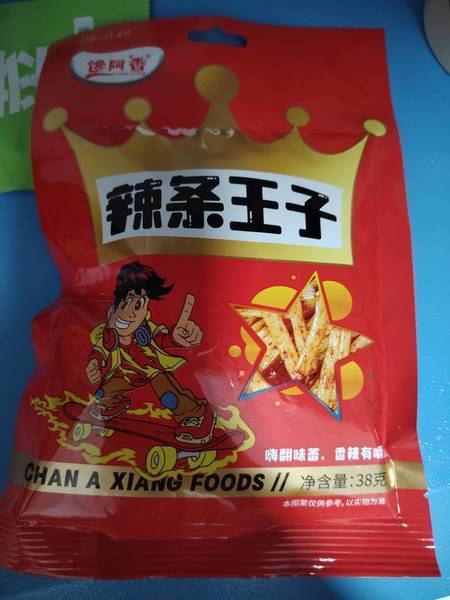 馋阿香
辣条王子
嗨翻味蕾，香辣有嚼
CHAN A XIANG FOODS //
净含量：38克
本图案仅供参考，以实物为准